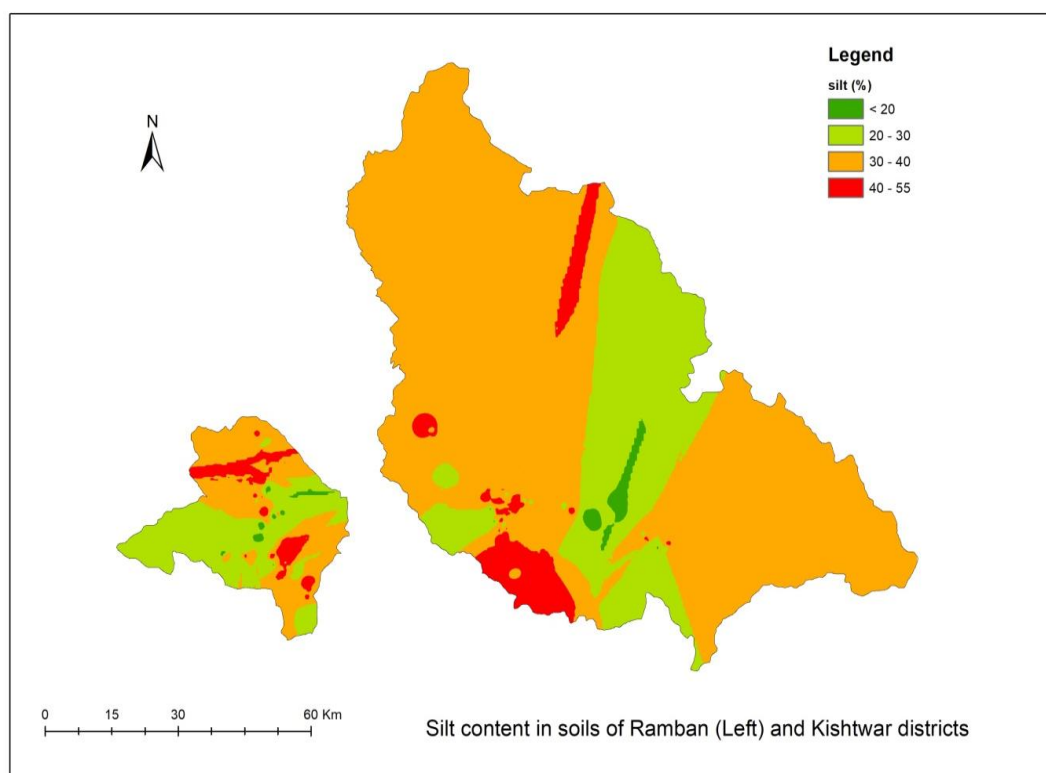 Legend
silt (%)
< 20
20 - 30
30 - 40
40 - 55
N
0 15 30 60 Km
Silt content in soils of Ramban (Left) and Kishtwar districts